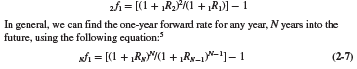 ₂f₁ = [(1 + ₁R₂)²/(1 + ₁R₁)] − 1
In general, we can find the one-year forward rate for any year, N years into the
future, using the following equation:⁵
ₙf₁ = [(1 + ₁Rₙ)ᴺ/(1 + ₁Rₙ₋₁)ᴺ⁻¹] − 1 (2-7)